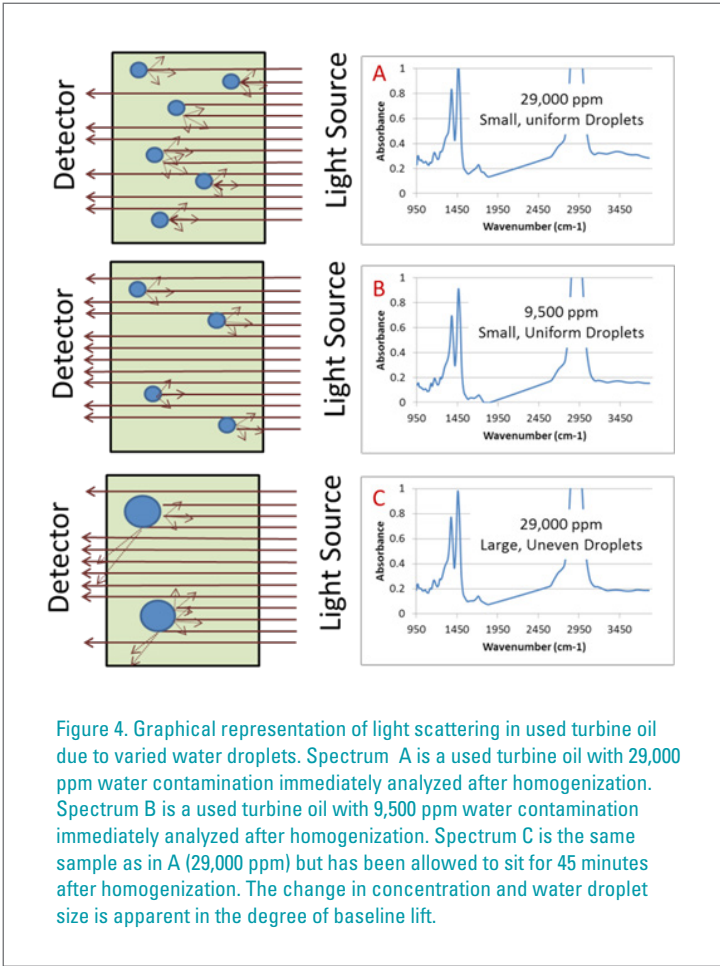 Detector
Light Source
A
1
0.8
0.6
0.4
0.2
0
Absorbance
29,000 ppm
Small, uniform Droplets
950 1450 1950 2450 2950 3450
Wavenumber (cm-1)
Detector
Light Source
B
1
0.8
0.6
0.4
0.2
0
Absorbance
9,500 ppm
Small, Uniform Droplets
950 1450 1950 2450 2950 3450
Wavenumber (cm-1)
Detector
Light Source
C
1
0.8
0.6
0.4
0.2
0
Absorbance
29,000 ppm
Large, Uneven Droplets
950 1450 1950 2450 2950 3450
Wavenumber (cm-1)
Figure 4. Graphical representation of light scattering in used turbine oil
due to varied water droplets. Spectrum A is a used turbine oil with 29,000
ppm water contamination immediately analyzed after homogenization.
Spectrum B is a used turbine oil with 9,500 ppm water contamination
immediately analyzed after homogenization. Spectrum C is the same
sample as in A (29,000 ppm) but has been allowed to sit for 45 minutes
after homogenization. The change in concentration and water droplet
size is apparent in the degree of baseline lift.